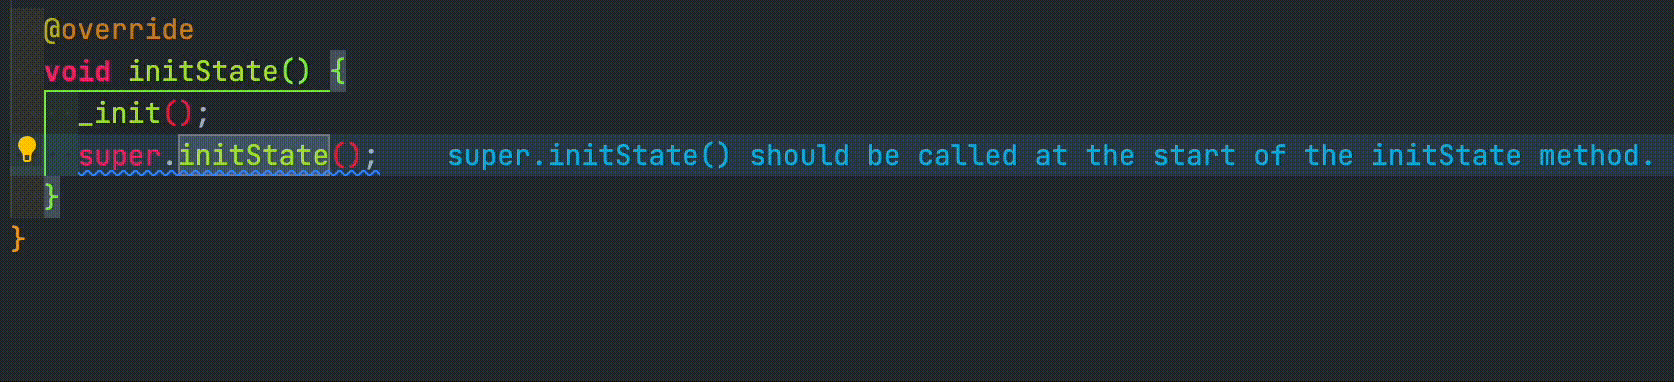 @override
void initState() {
_init();
super.initState(); super.initState() should be called at the start of the initState method.
}
}